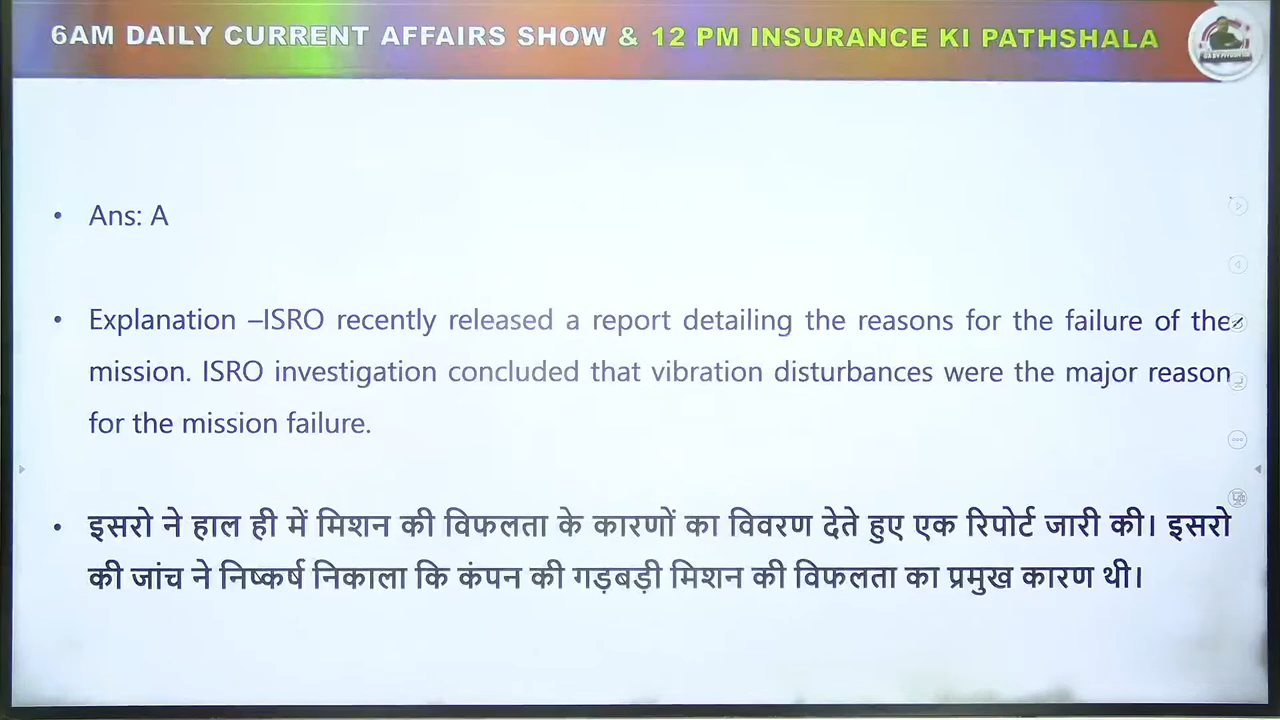 6AM DAILY CURRENT AFFAIRS SHOW & 12 PM INSURANCE KI PATHSHALA
• Ans: A
• Explanation –ISRO recently released a report detailing the reasons for the failure of the
mission. ISRO investigation concluded that vibration disturbances were the major reason
for the mission failure.
• इसरो ने हाल ही में मिशन की विफलता के कारणों का विवरण देते हुए एक रिपोर्ट जारी की। इसरो
की जांच ने निष्कर्ष निकाला कि कंपन की गड़बड़ी मिशन की विफलता का प्रमुख कारण थी।